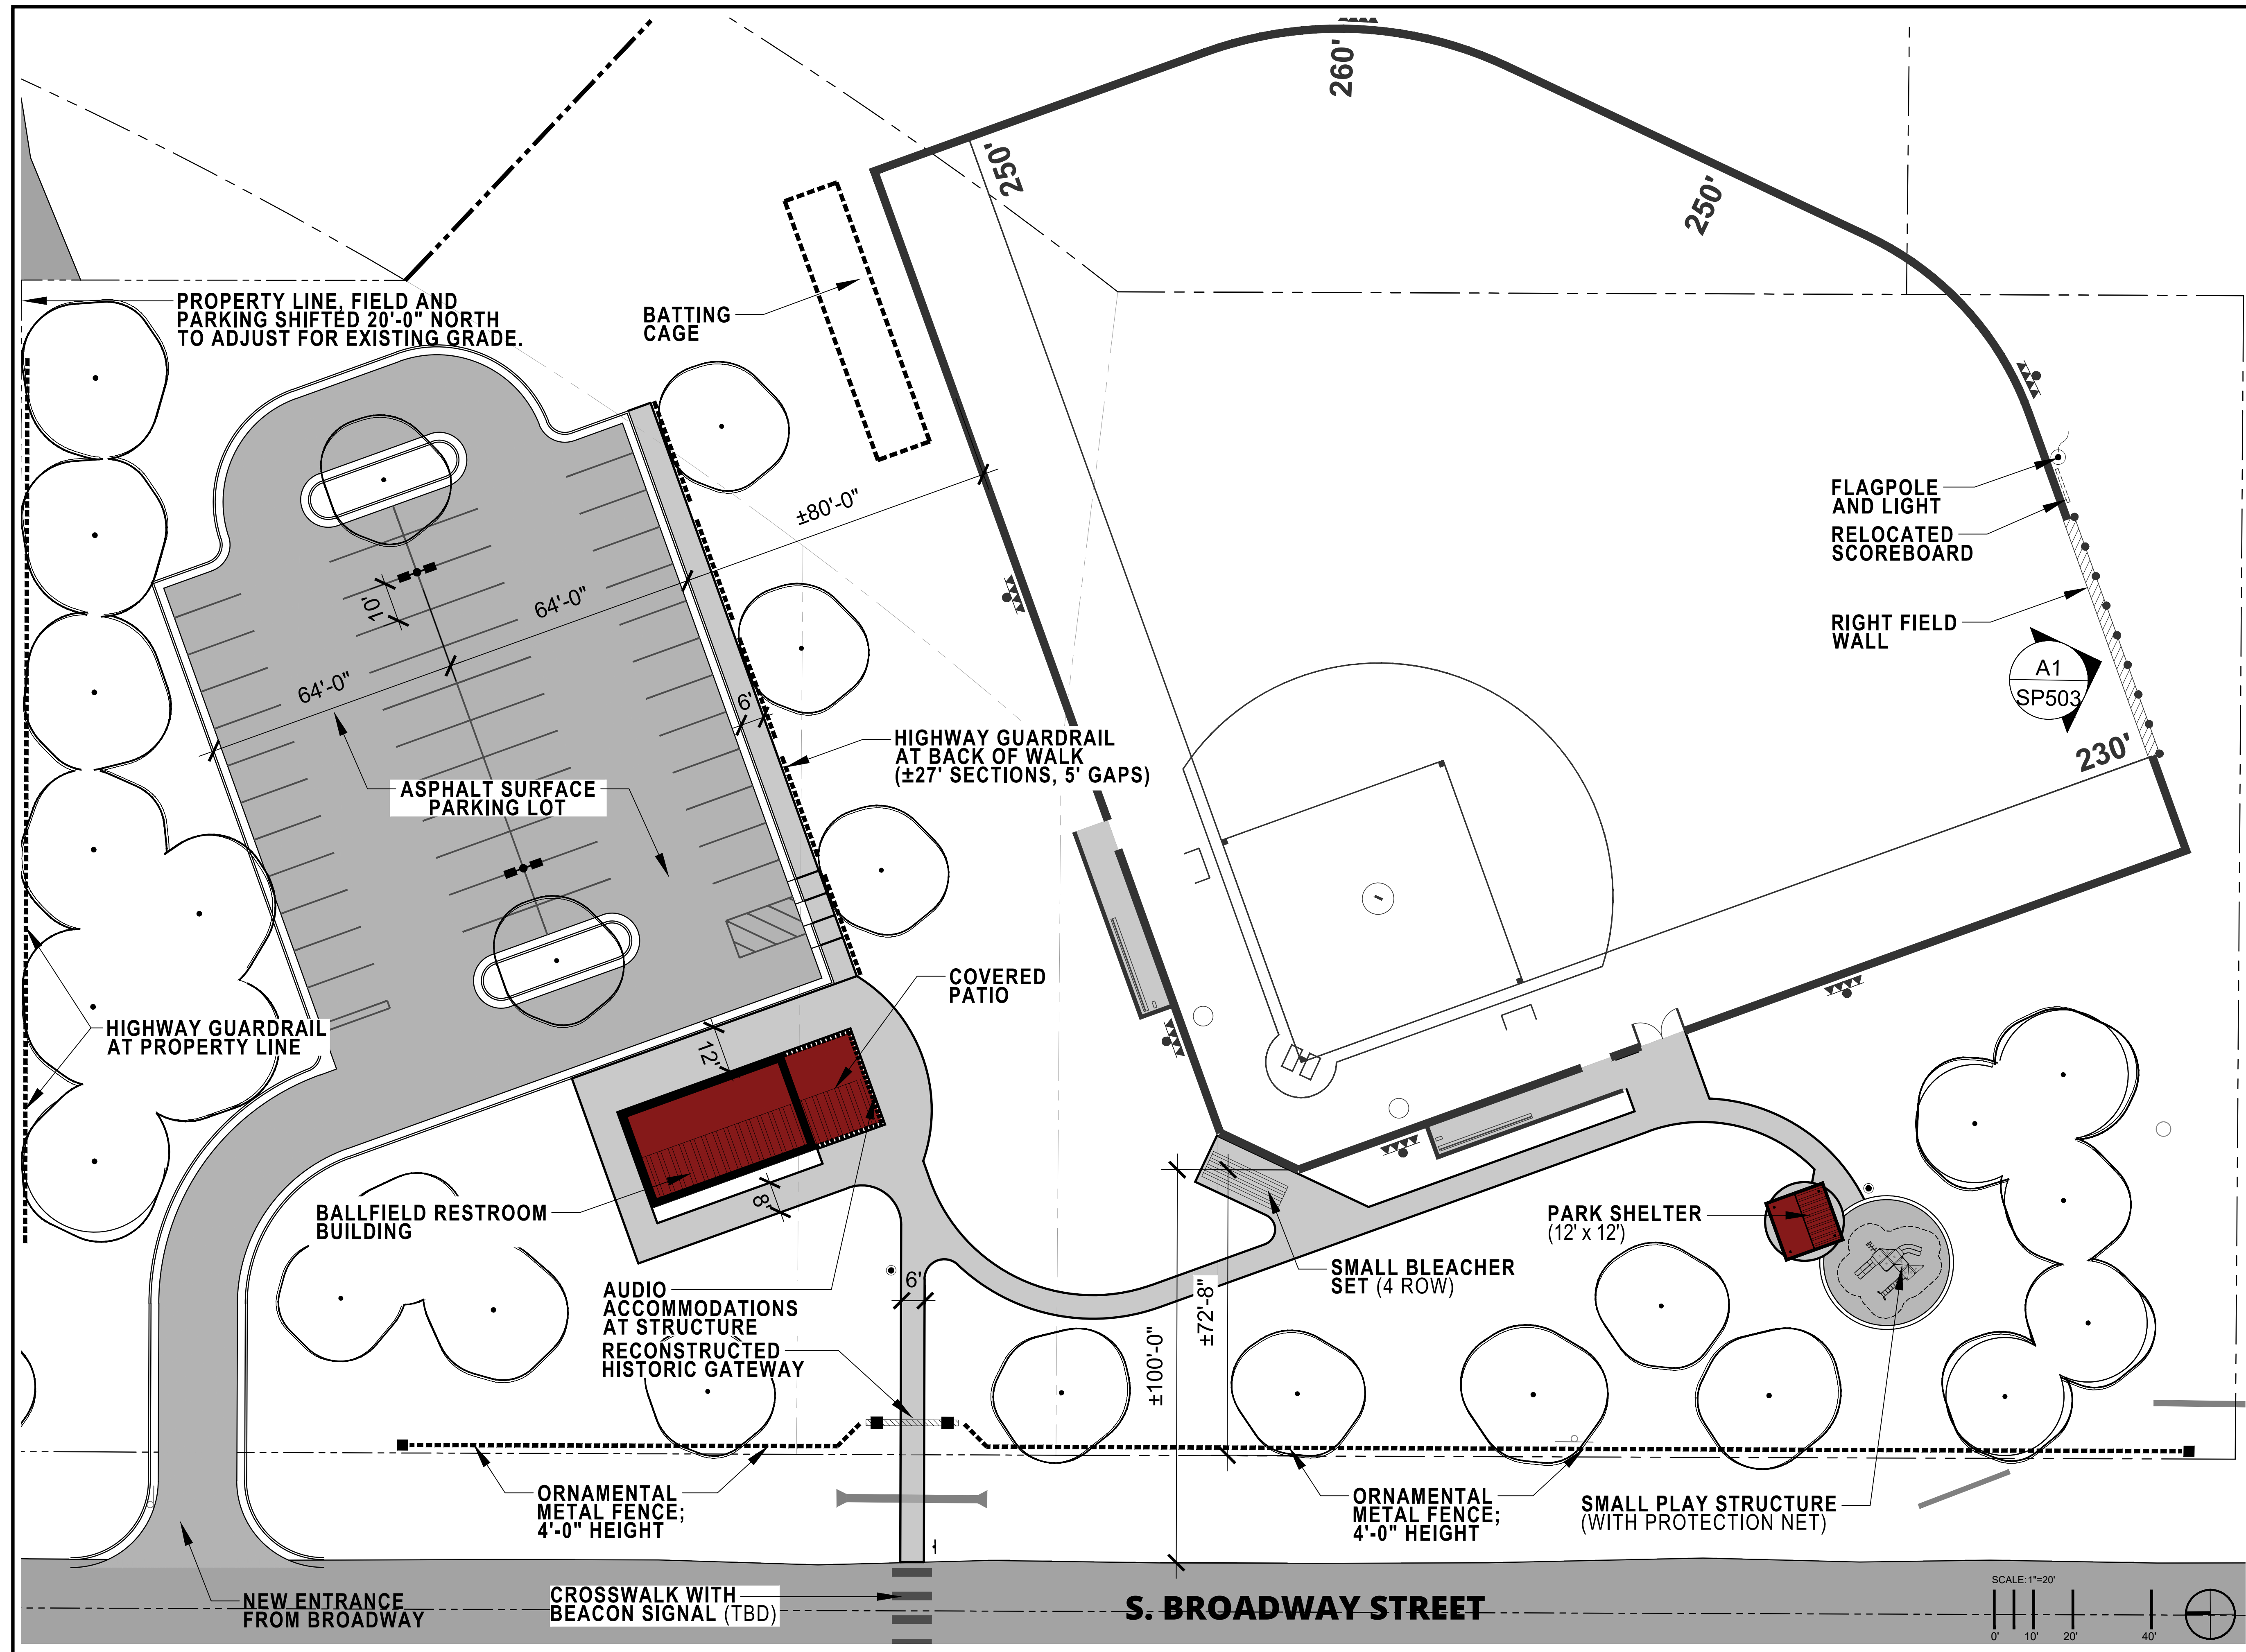 260'
250'
250'
PROPERTY LINE, FIELD AND
PARKING SHIFTED 20'-0" NORTH
TO ADJUST FOR EXISTING GRADE.
BATTING
CAGE
±80'-0"
FLAGPOLE
AND LIGHT
RELOCATED
SCOREBOARD
RIGHT FIELD
WALL
A1
SP503
230'
10'
64'-0"
64'-0"
6'
HIGHWAY GUARDRAIL
AT BACK OF WALK
(±27' SECTIONS, 5' GAPS)
ASPHALT SURFACE
PARKING LOT
COVERED
PATIO
HIGHWAY GUARDRAIL
AT PROPERTY LINE
12'
8'
BALLFIELD RESTROOM
BUILDING
PARK SHELTER
(12' x 12')
SMALL BLEACHER
SET (4 ROW)
6'
AUDIO
ACCOMMODATIONS
AT STRUCTURE
RECONSTRUCTED
HISTORIC GATEWAY
±72'-8"
±100'-0"
ORNAMENTAL
METAL FENCE;
4'-0" HEIGHT
ORNAMENTAL
METAL FENCE;
4'-0" HEIGHT
SMALL PLAY STRUCTURE
(WITH PROTECTION NET)
NEW ENTRANCE
FROM BROADWAY
CROSSWALK WITH
BEACON SIGNAL (TBD)
S. BROADWAY STREET
SCALE: 1"=20'
0' 10' 20' 40'